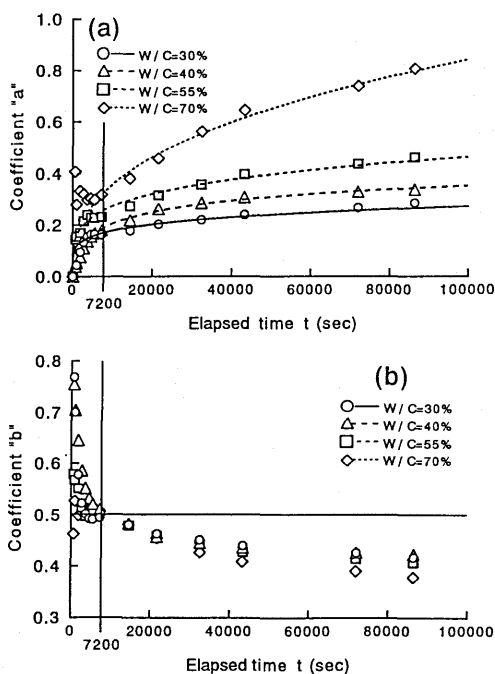 (a)
W/C=30%
W/C=40%
W/C=55%
W/C=70%
Coefficient "a"
1.0
0.8
0.6
0.4
0.2
0.0
0 20000 40000 60000 80000 100000
7200
Elapsed time t (sec)
(b)
W/C=30%
W/C=40%
W/C=55%
W/C=70%
Coefficient "b"
0.8
0.7
0.6
0.5
0.4
0.3
0 20000 40000 60000 80000 100000
7200
Elapsed time t (sec)